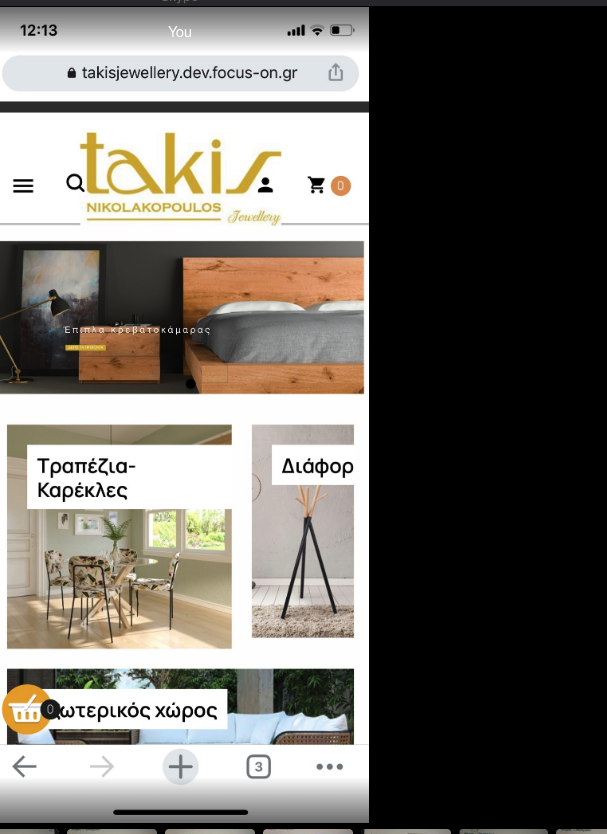 12:13
You
takisjewellery.dev.focus-on.gr
takis
NIKOLAKOPOULOS
Jewellery
0
Επιπλα κρεβατοκάμαρας
Τραπέζια-
Καρέκλες
Διάφορ
0
ωτερικός χώρος
3